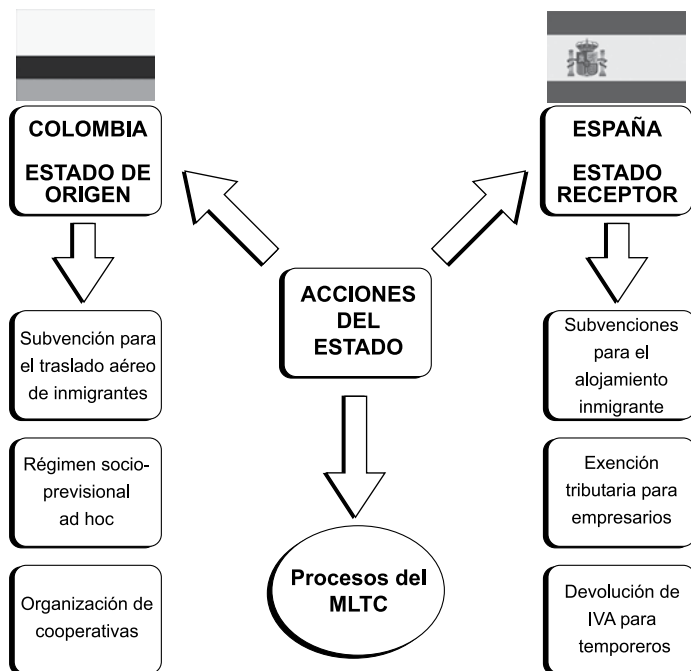 COLOMBIA
ESTADO DE
ORIGEN
ESPAÑA
ESTADO
RECEPTOR
ACCIONES
DEL
ESTADO
Subvención para
el traslado aéreo
de inmigrantes
Régimen socio-
previsional
ad hoc
Organización de
cooperativas
Procesos del
MLTC
Subvenciones
para el
alojamiento
inmigrante
Exención
tributaria para
empresarios
Devolución de
IVA para
temporeros